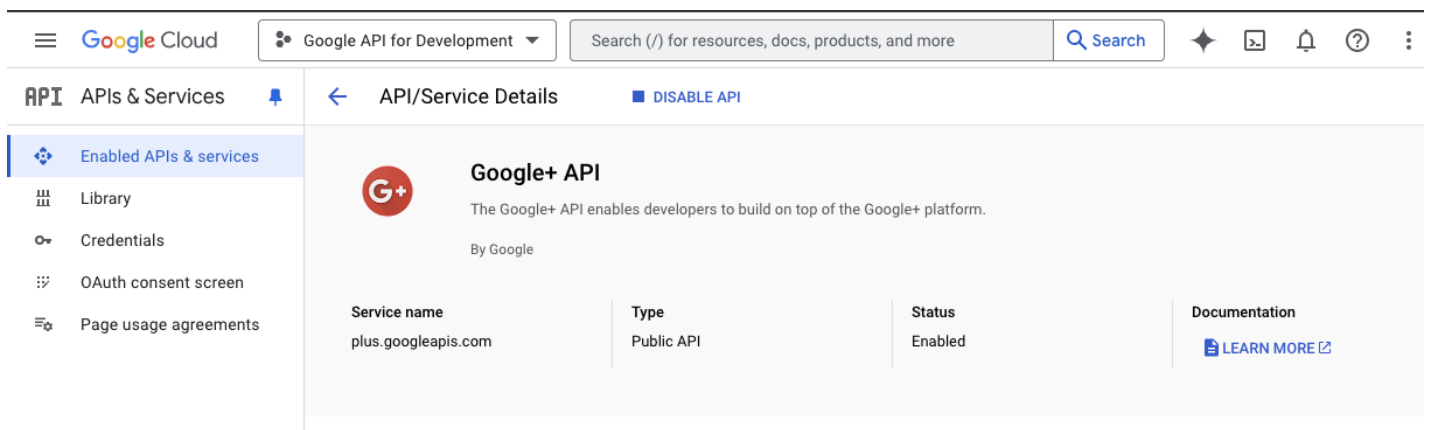 Google Cloud
Google API for Development
Search (/) for resources, docs, products, and more
Search
API APIs & Services
API/Service Details
DISABLE API
Enabled APIs & services
Library
Credentials
OAuth consent screen
Page usage agreements
G+
Google+ API
The Google+ API enables developers to build on top of the Google+ platform.
By Google
Service name
plus.googleapis.com
Type
Public API
Status
Enabled
Documentation
LEARN MORE